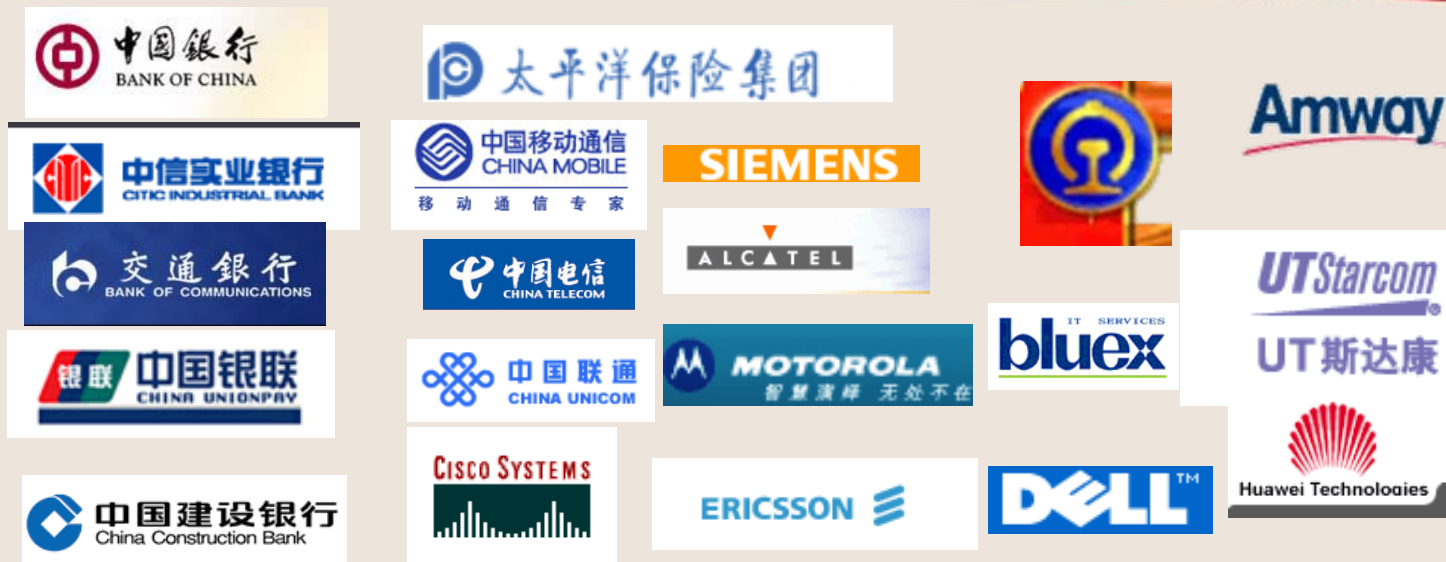 中国銀行
BANK OF CHINA
中信实业银行
CITIC INDUSTRIAL BANK
交通銀行
BANK OF COMMUNICATIONS
银联 中国银联
CHINA UNIONPAY
中国建设银行
China Construction Bank
太平洋保险集团
中国移动通信
CHINA MOBILE
移动通信专家
中国电信
CHINA TELECOM
中国联通
CHINA UNICOM
CISCO SYSTEMS
SIEMENS
ALCATEL
MOTOROLA
智慧演绎 无处不在
ERICSSON
IT SERVICES
bluex
DELL™
Amway
UTStarcom
UT斯达康
Huawei Technologies